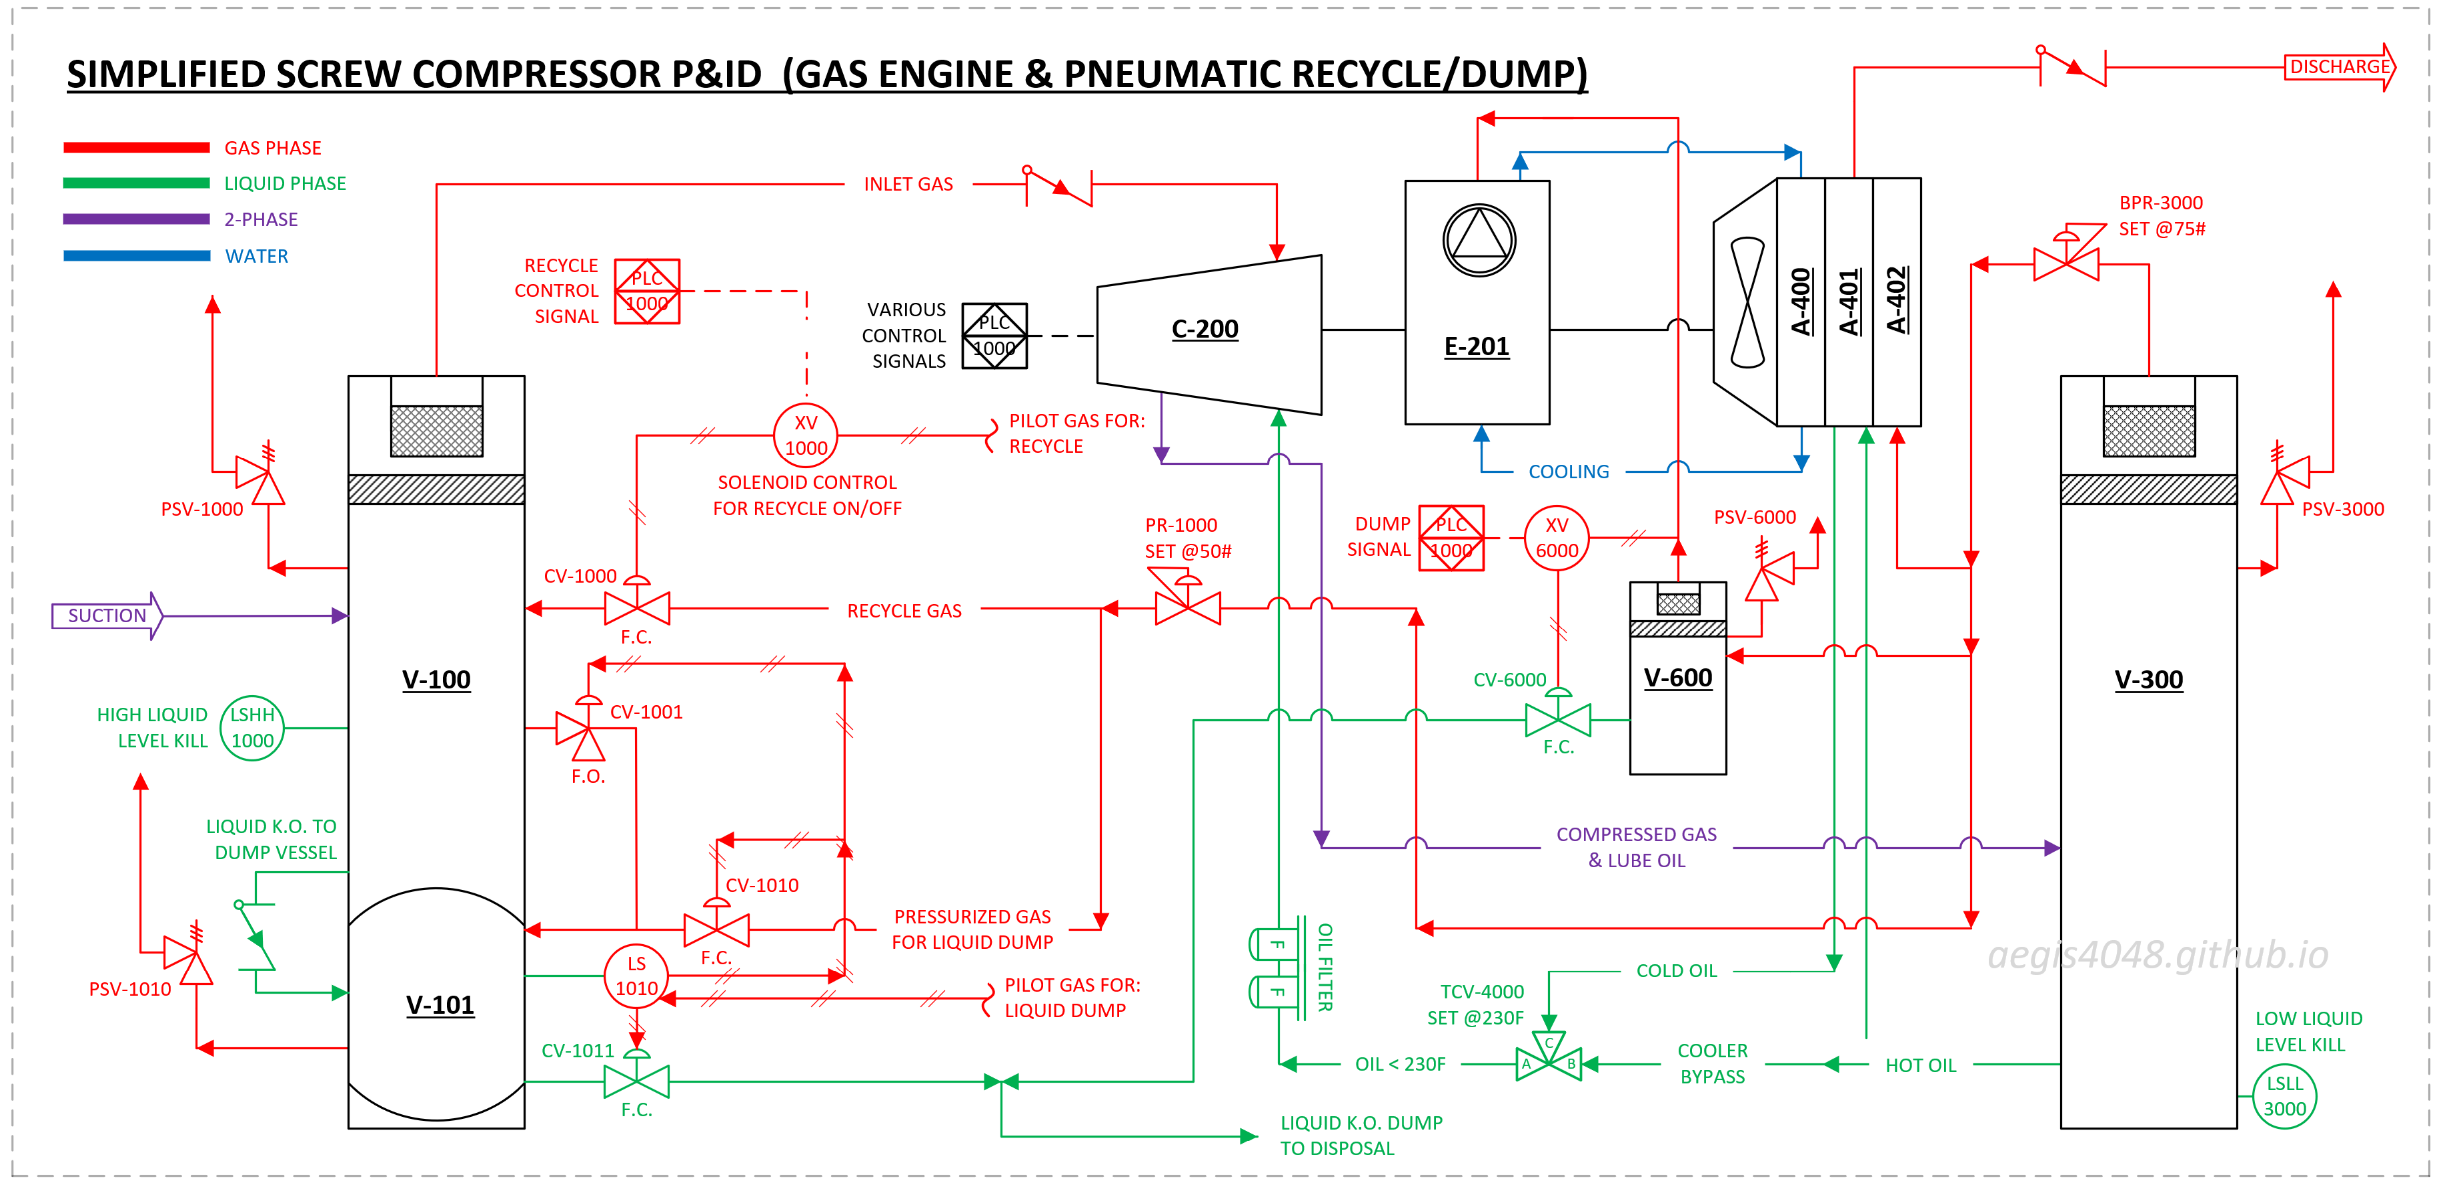 SIMPLIFIED SCREW COMPRESSOR P&ID (GAS ENGINE & PNEUMATIC RECYCLE/DUMP)
DISCHARGE
GAS PHASE
LIQUID PHASE
2-PHASE
WATER
INLET GAS
RECYCLE
CONTROL
SIGNAL
PLC
1000
VARIOUS
CONTROL
SIGNALS
PLC
1000
C-200
E-201
A-400
A-401
A-402
BPR-3000
SET @75#
XV
1000
PILOT GAS FOR:
RECYCLE
SOLENOID CONTROL
FOR RECYCLE ON/OFF
COOLING
PSV-1000
PSV-3000
PR-1000
SET @50#
DUMP
SIGNAL
PLC
1000
XV
6000
PSV-6000
CV-1000
F.C.
RECYCLE GAS
SUCTION
V-100
V-600
V-300
CV-6000
F.C.
HIGH LIQUID
LEVEL KILL
LSHH
1000
CV-1001
F.O.
LIQUID K.O. TO
DUMP VESSEL
COMPRESSED GAS
& LUBE OIL
CV-1010
F.C.
PRESSURIZED GAS
FOR LIQUID DUMP
LS
1010
PILOT GAS FOR:
LIQUID DUMP
PSV-1010
V-101
CV-1011
F.C.
F
F
OIL FILTER
COLD OIL
TCV-4000
SET @230F
C
A
B
OIL < 230F
COOLER
BYPASS
HOT OIL
aegis4048.github.io
LOW LIQUID
LEVEL KILL
LSLL
3000
LIQUID K.O. DUMP
TO DISPOSAL